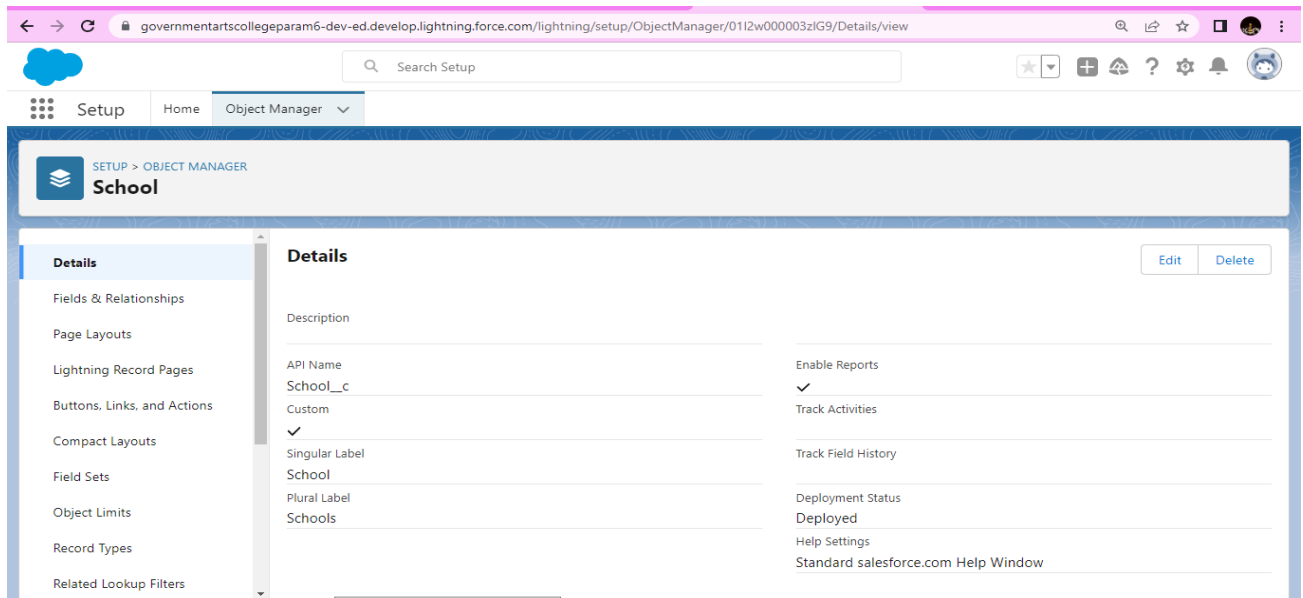 governmentartscollegeparam6-dev-ed.develop.lightning.force.com/lightning/setup/ObjectManager/01I2w000003zlG9/Details/view
Search Setup
Setup
Home
Object Manager
SETUP > OBJECT MANAGER
School
Details
Fields & Relationships
Page Layouts
Lightning Record Pages
Buttons, Links, and Actions
Compact Layouts
Field Sets
Object Limits
Record Types
Related Lookup Filters
Details
Edit
Delete
Description
API Name
School__c
Custom
Singular Label
School
Plural Label
Schools
Enable Reports
Track Activities
Track Field History
Deployment Status
Deployed
Help Settings
Standard salesforce.com Help Window